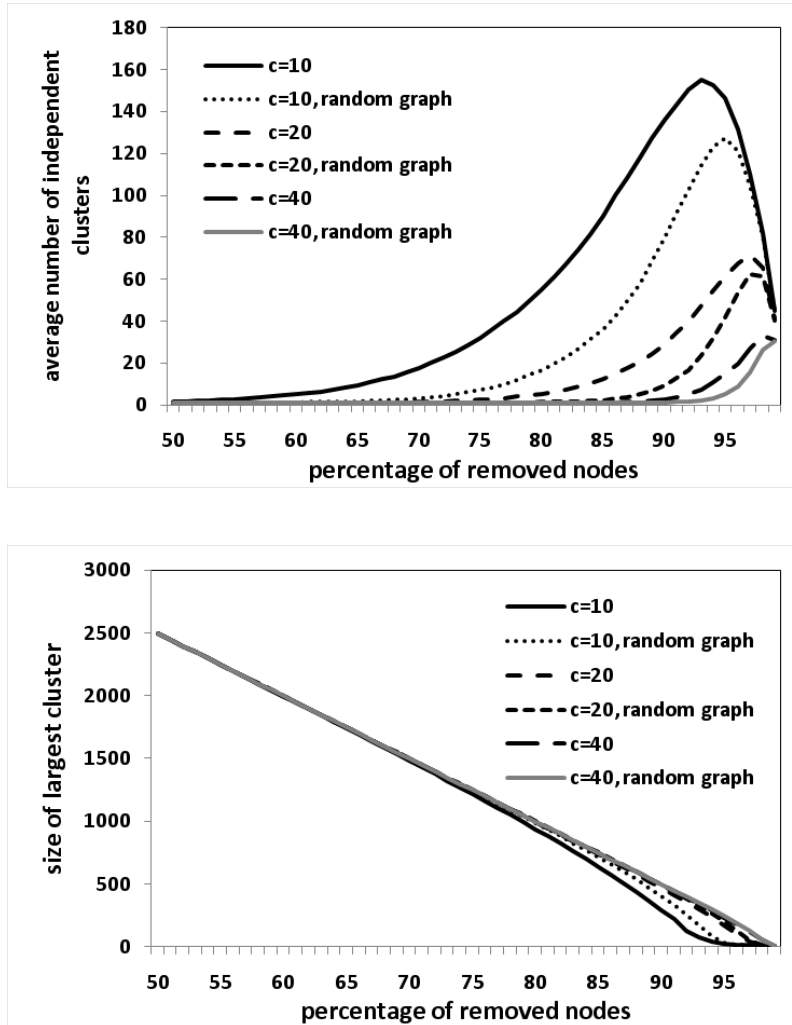 180
160
140
120
100
80
60
40
20
0
average number of independent
clusters
c=10
c=10, random graph
c=20
c=20, random graph
c=40
c=40, random graph
50 55 60 65 70 75 80 85 90 95
percentage of removed nodes
3000
2500
2000
1500
1000
500
0
size of largest cluster
c=10
c=10, random graph
c=20
c=20, random graph
c=40
c=40, random graph
50 55 60 65 70 75 80 85 90 95
percentage of removed nodes